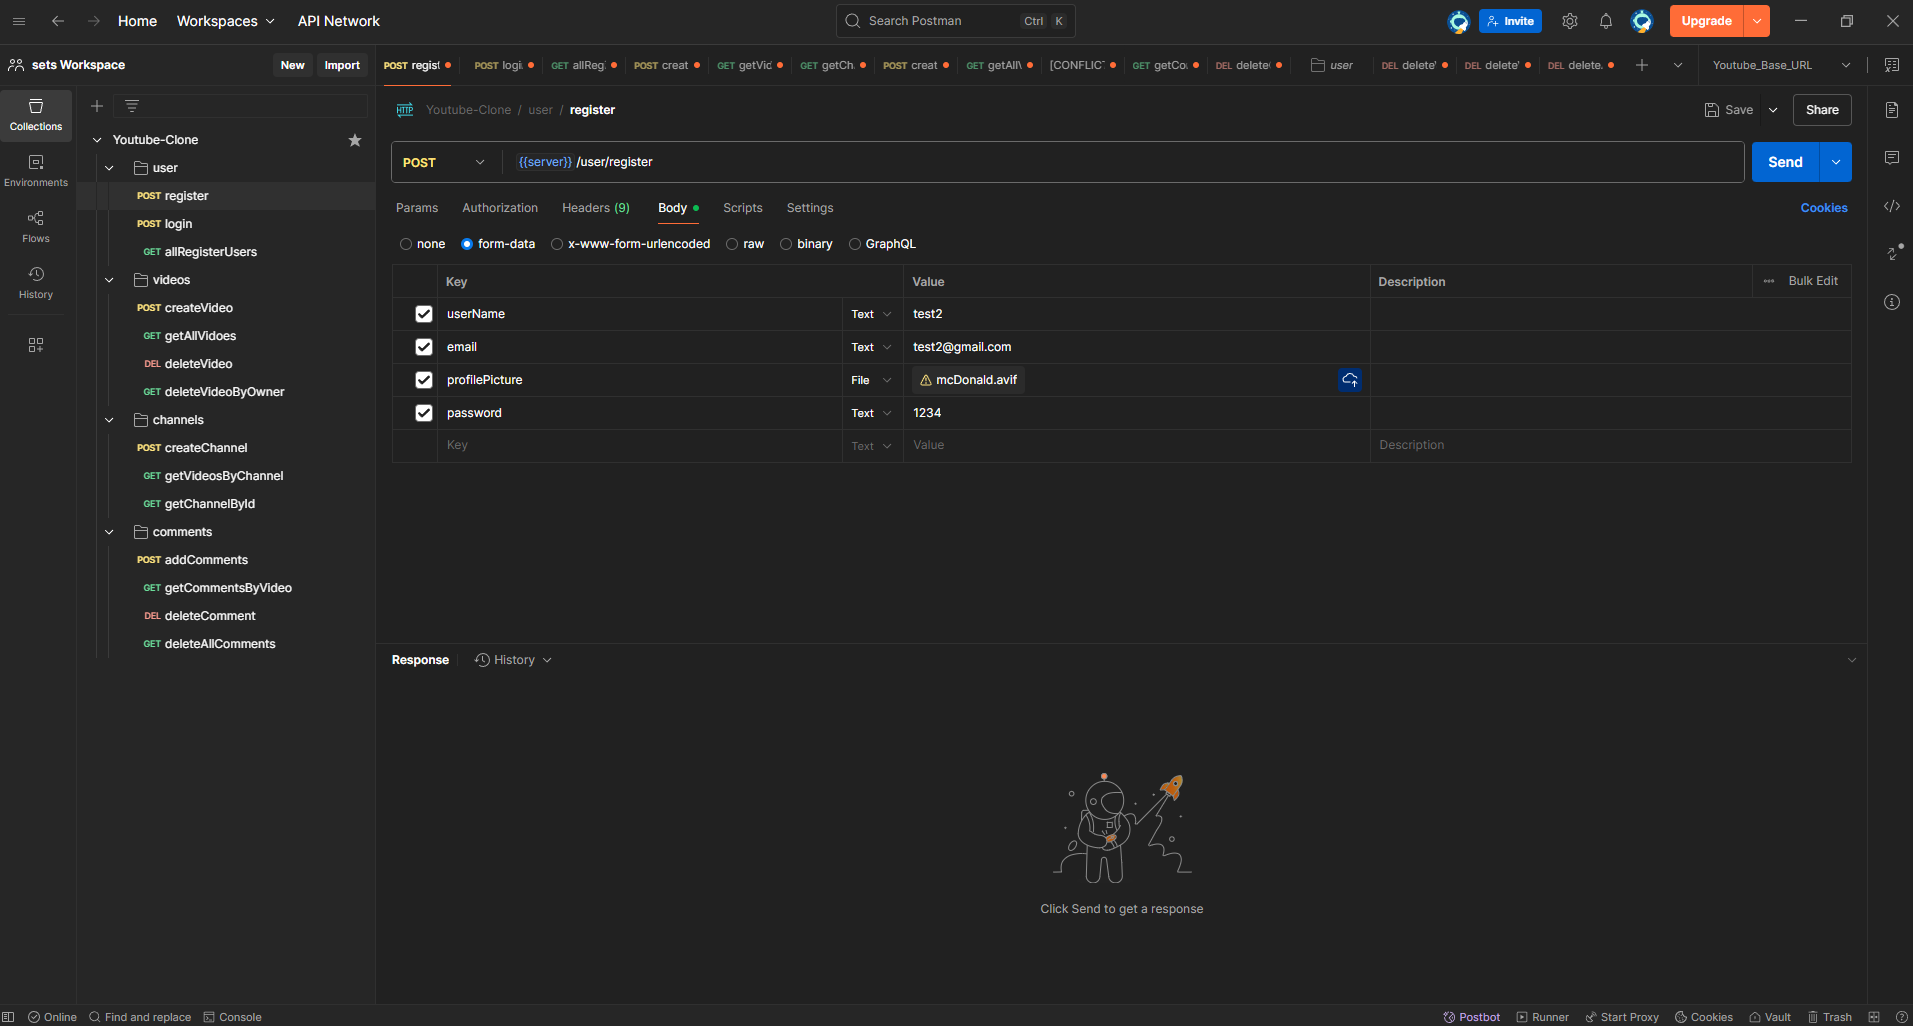 Home Workspaces API Network Search Postman Ctrl K Invite Upgrade
sets Workspace New Import
POST regist POST logi GET allReg POST creat GET getVid GET getCh POST creat GET getAllV [CONFLICT GET getCo DEL delete user DEL delete' DEL delete' DEL delete. Youtube_Base_URL
Collections
Environments
Flows
History
Youtube-Clone
user
POST register
POST login
GET allRegisterUsers
videos
POST createVideo
GET getAllVidoes
DEL deleteVideo
GET deleteVideoByOwner
channels
POST createChannel
GET getVideosByChannel
GET getChannelById
comments
POST addComments
GET getCommentsByVideo
DEL deleteComment
GET deleteAllComments
HTTP Youtube-Clone / user / register Save Share
POST {{server}} /user/register Send
Params Authorization Headers (9) Body Scripts Settings Cookies
none form-data x-www-form-urlencoded raw binary GraphQL
Key Value Description Bulk Edit
userName Text test2
email Text test2@gmail.com
profilePicture File mcDonald.avif
password Text 1234
Key Text Value Description
Response History
Click Send to get a response
Online Find and replace Console Postbot Runner Start Proxy Cookies Vault Trash